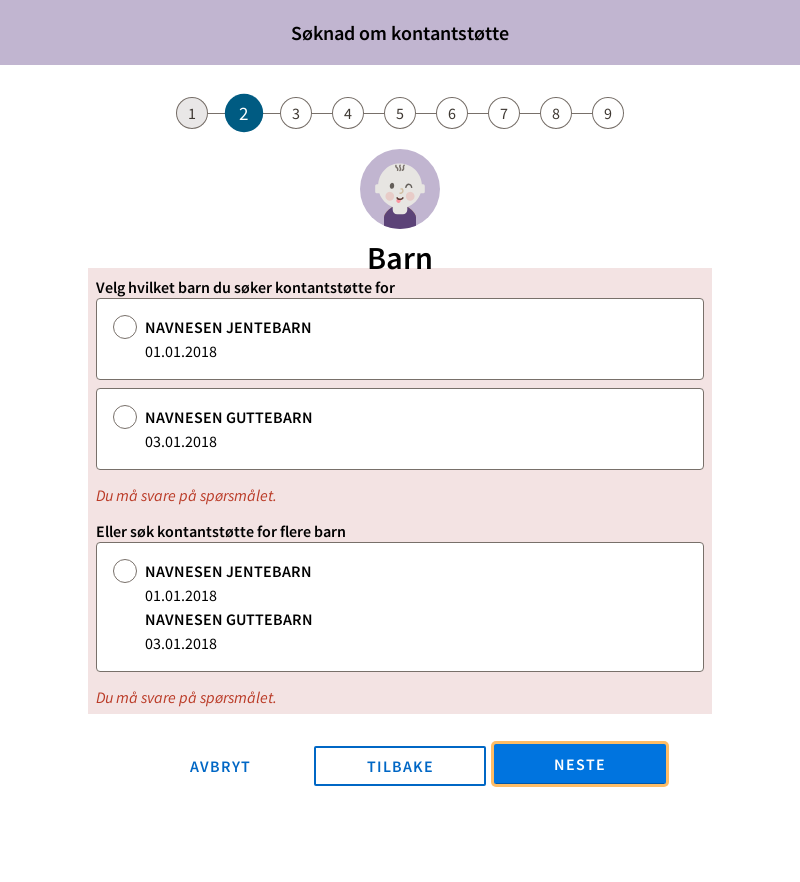 Søknad om kontantstøtte
1 2 3 4 5 6 7 8 9
Barn
Velg hvilket barn du søker kontantstøtte for
NAVNESEN JENTEBARN
01.01.2018
NAVNESEN GUTTEBARN
03.01.2018
Du må svare på spørsmålet.
Eller søk kontantstøtte for flere barn
NAVNESEN JENTEBARN
01.01.2018
NAVNESEN GUTTEBARN
03.01.2018
Du må svare på spørsmålet.
AVBRYT TILBAKE NESTE